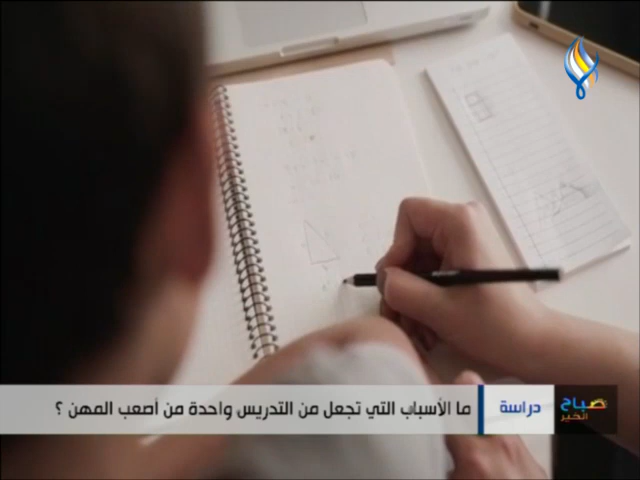 صباح
الخير
دراسة
ما الأسباب التي تجعل من التدريس واحدة من أصعب المهن ؟